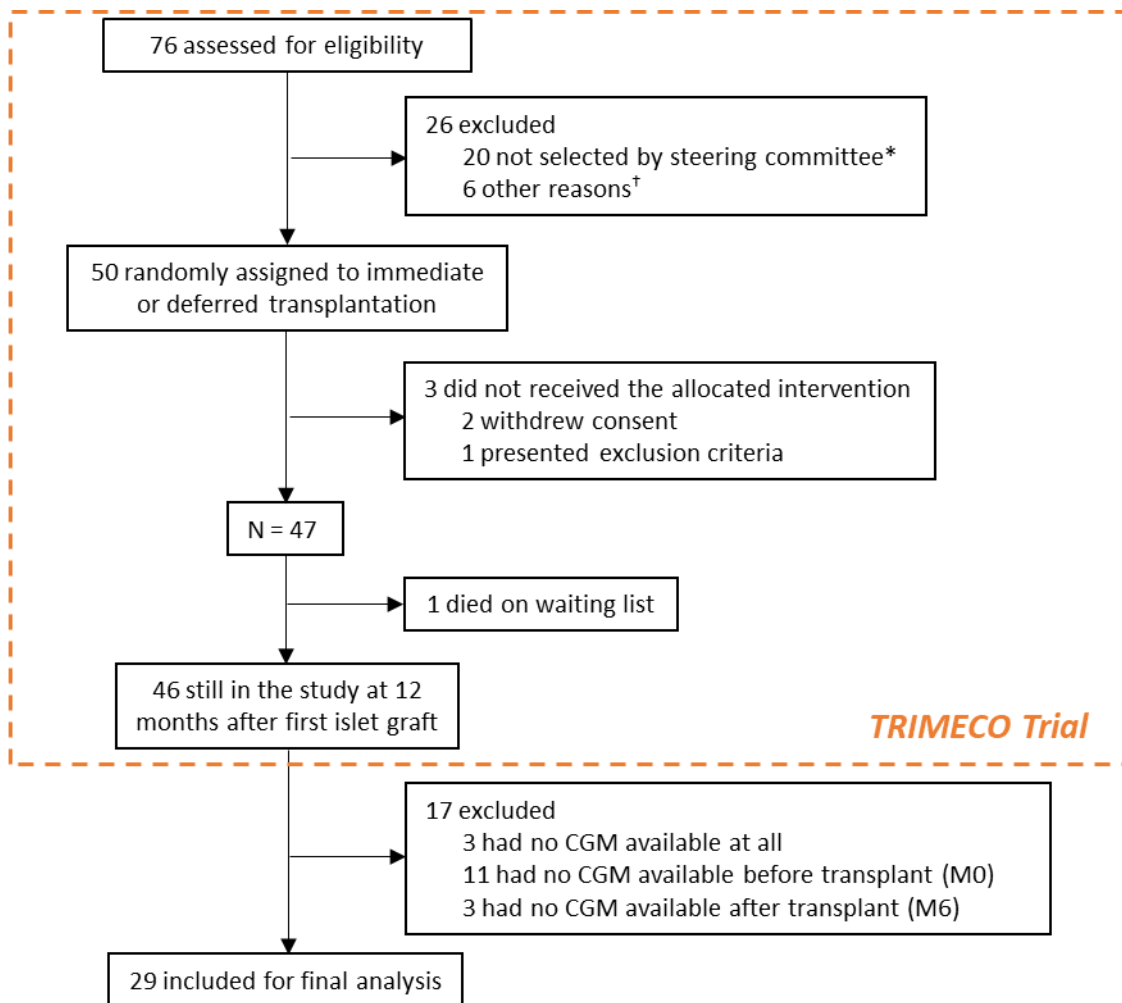 76 assessed for eligibility
26 excluded
20 not selected by steering committee*
6 other reasons†
50 randomly assigned to immediate
or deferred transplantation
3 did not received the allocated intervention
2 withdrew consent
1 presented exclusion criteria
N = 47
1 died on waiting list
46 still in the study at 12
months after first islet graft
TRIMECO Trial
17 excluded
3 had no CGM available at all
11 had no CGM available before transplant (M0)
3 had no CGM available after transplant (M6)
29 included for final analysis